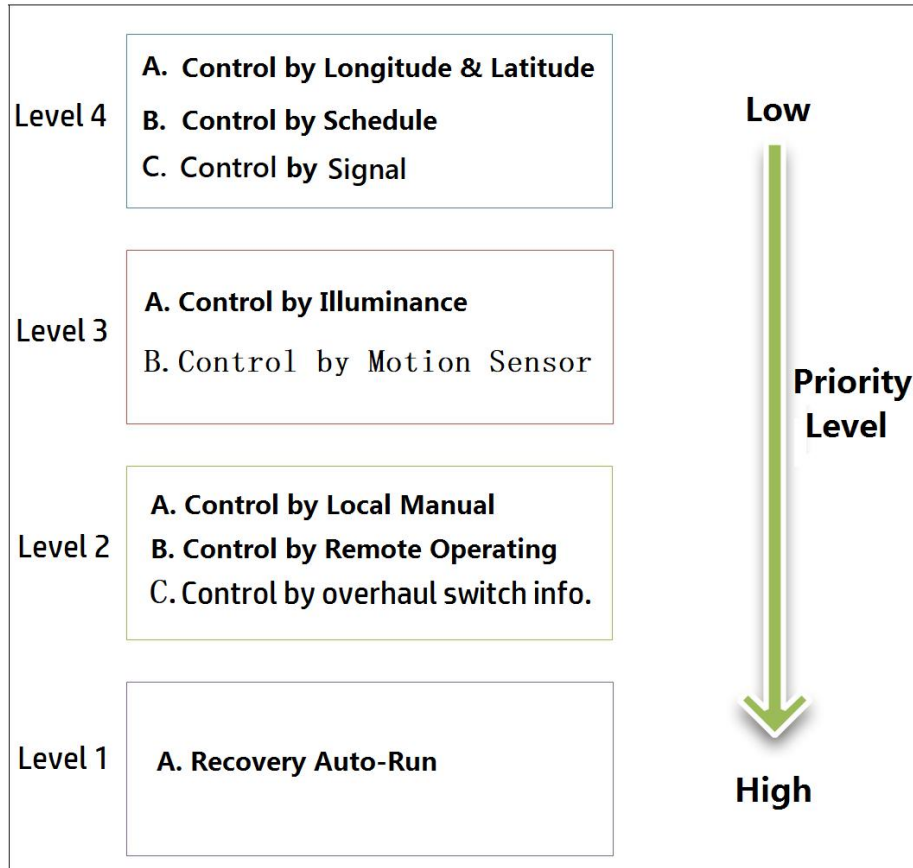 Level 4
A. Control by Longitude & Latitude
B. Control by Schedule
C. Control by Signal
Low
Level 3
A. Control by Illuminance
B. Control by Motion Sensor
Priority
Level
Level 2
A. Control by Local Manual
B. Control by Remote Operating
C. Control by overhaul switch info.
Level 1
A. Recovery Auto-Run
High